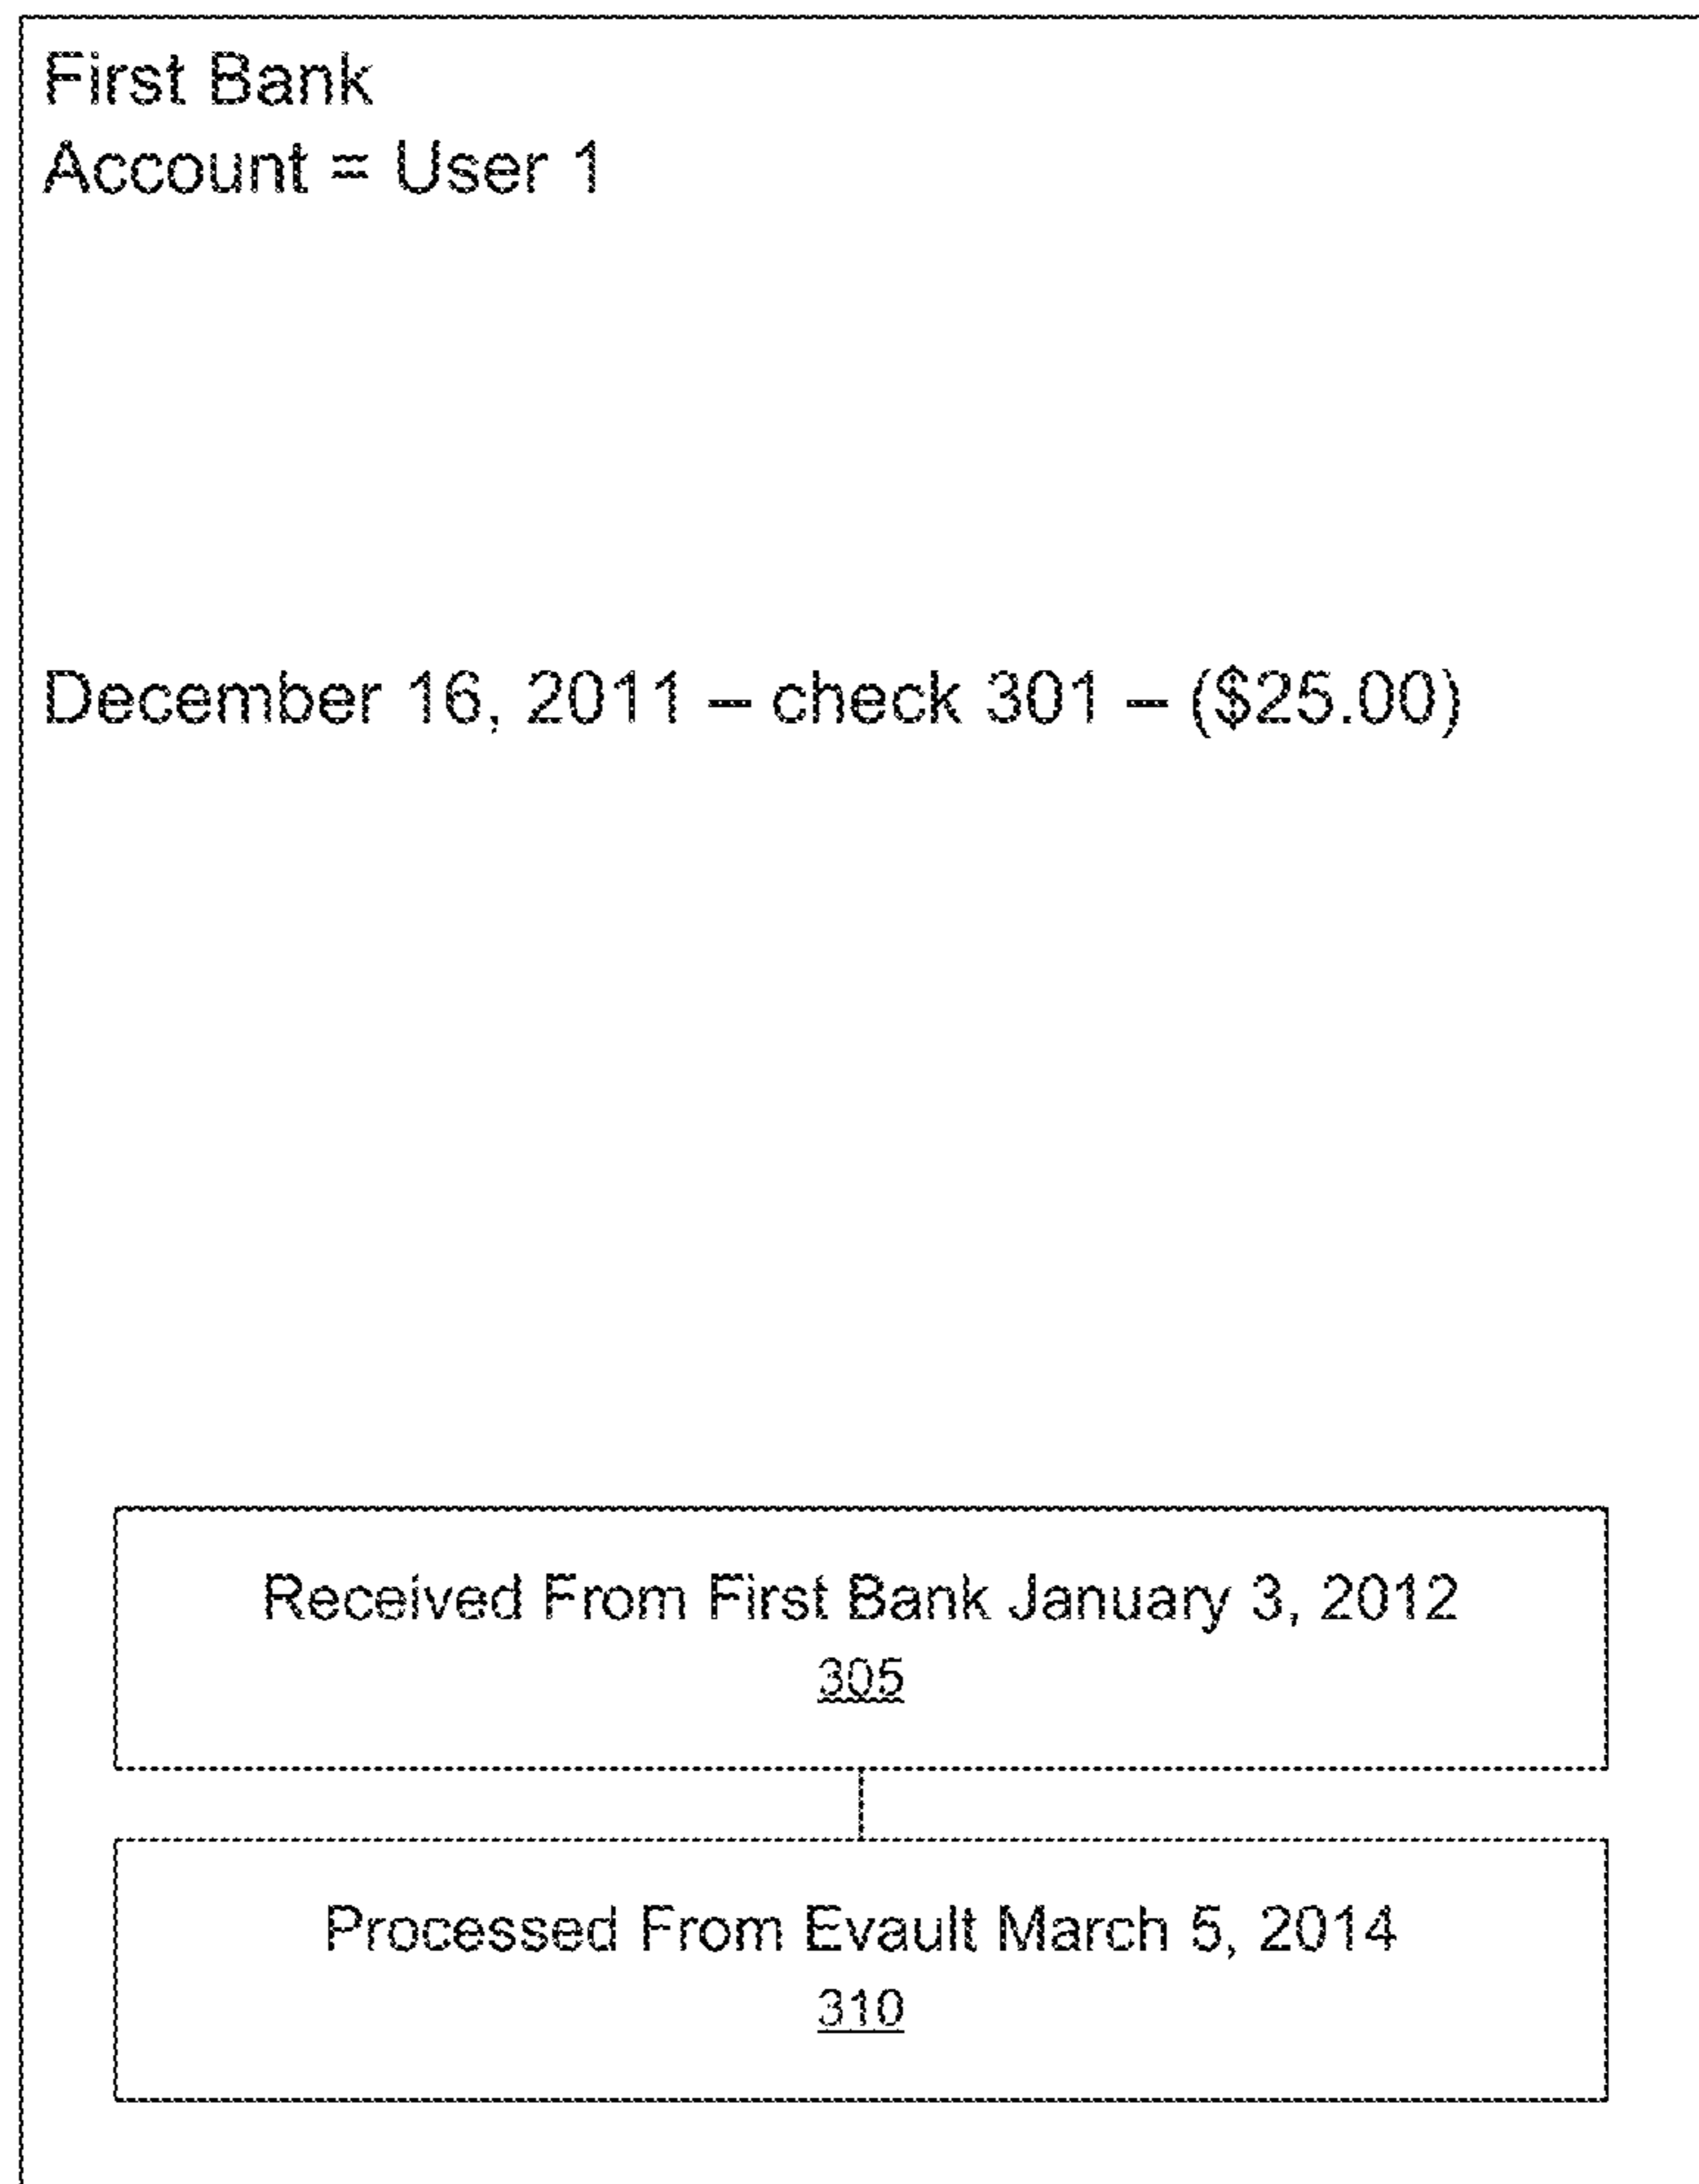 First Bank
Account = User 1
December 16, 2011 – check 301 – ($25.00)
Received From First Bank January 3, 2012
305
Processed From Evault March 5, 2014
310